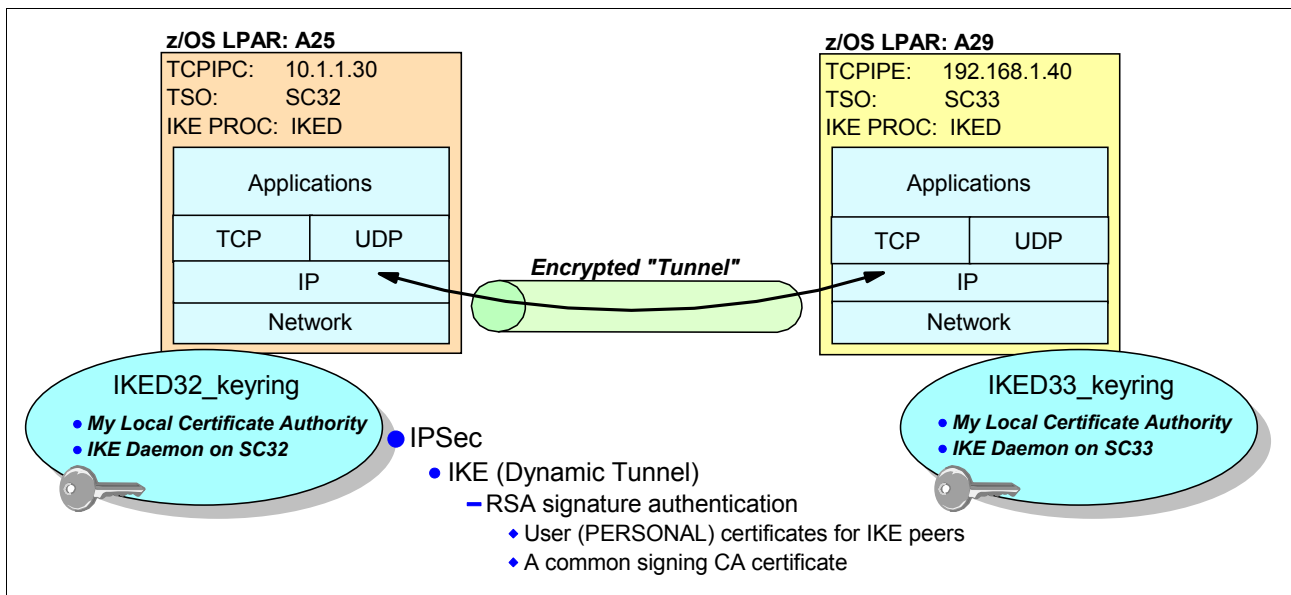 z/OS LPAR: A25
TCPIPC: 10.1.1.30
TSO: SC32
IKE PROC: IKED
Applications
TCP UDP
IP
Network
IKED32_keyring
My Local Certificate Authority
IKE Daemon on SC32
Encrypted "Tunnel"
z/OS LPAR: A29
TCPIPE: 192.168.1.40
TSO: SC33
IKE PROC: IKED
Applications
TCP UDP
IP
Network
IKED33_keyring
My Local Certificate Authority
IKE Daemon on SC33
IPSec
IKE (Dynamic Tunnel)
RSA signature authentication
User (PERSONAL) certificates for IKE peers
A common signing CA certificate